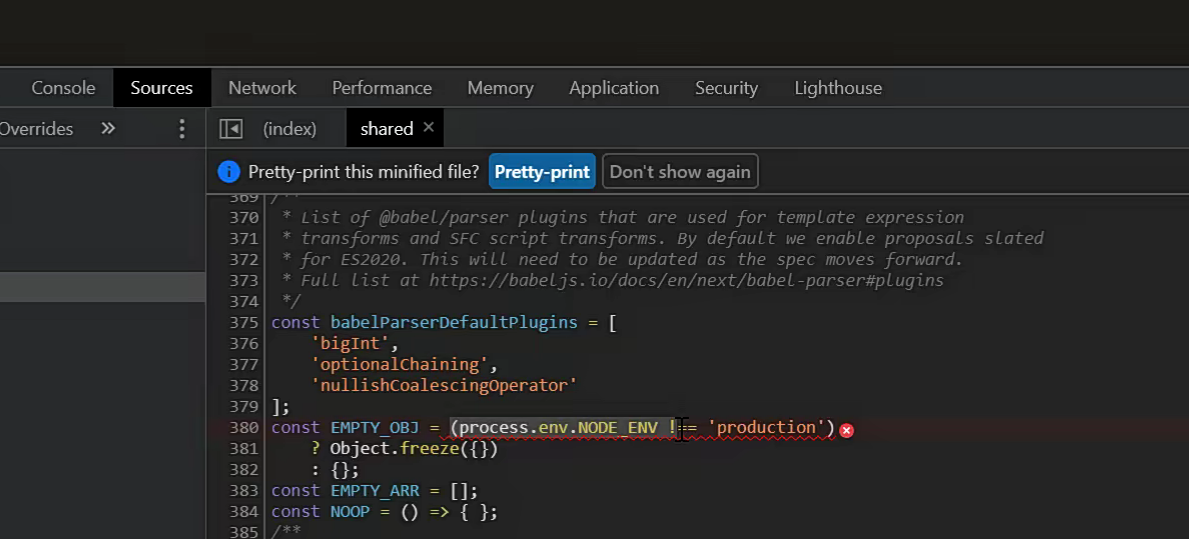 Console Sources Network Performance Memory Application Security Lighthouse
Overrides » (index) shared ×
Pretty-print this minified file? Pretty-print Don't show again
369 /**
370 * List of @babel/parser plugins that are used for template expression
371 * transforms and SFC script transforms. By default we enable proposals slated
372 * for ES2020. This will need to be updated as the spec moves forward.
373 * Full list at https://babeljs.io/docs/en/next/babel-parser#plugins
374 */
375 const babelParserDefaultPlugins = [
376 'bigInt',
377 'optionalChaining',
378 'nullishCoalescingOperator'
379 ];
380 const EMPTY_OBJ = (process.env.NODE_ENV !== 'production')
381 ? Object.freeze({})
382 : {};
383 const EMPTY_ARR = [];
384 const NOOP = () => { };
385 /**